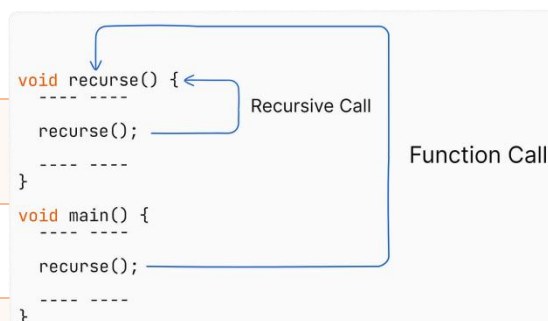 void recurse() {
---- ----
Recursive Call
recurse();
Function Call
---- ----
}
void main() {
---- ----
recurse();
---- ----
}